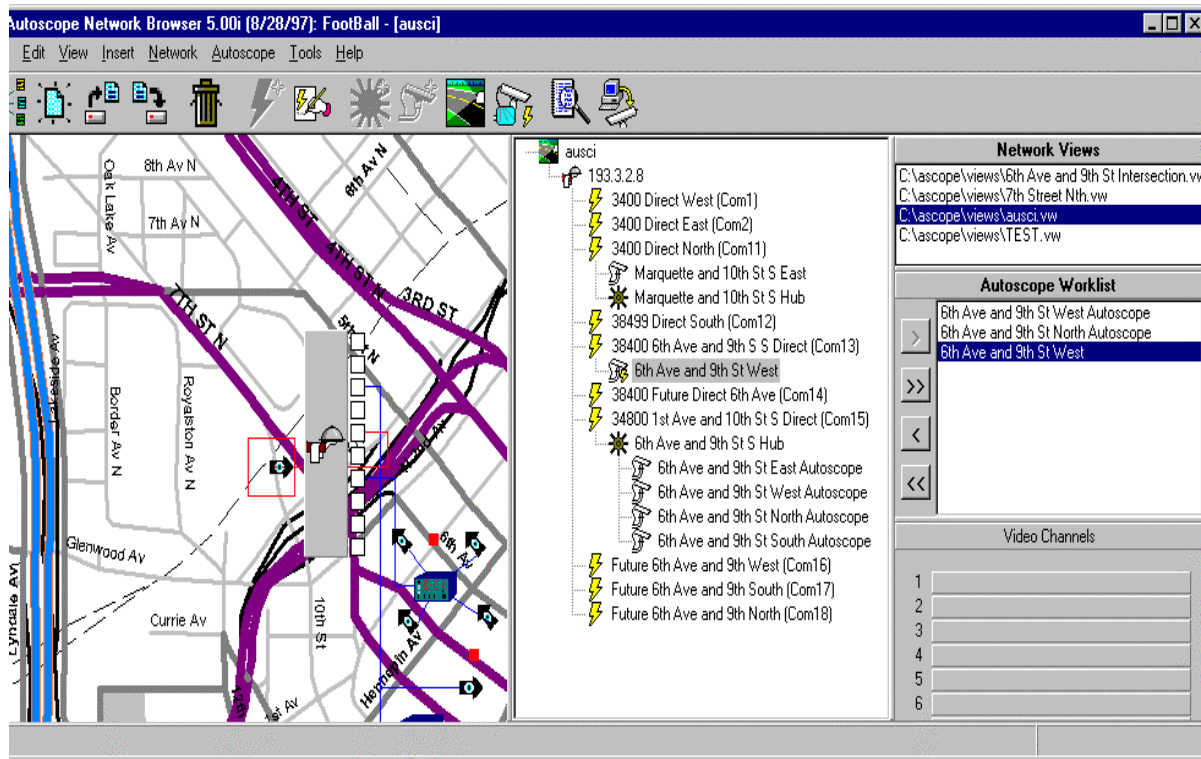 Autoscope Network Browser 5.00i (8/28/97): FootBall - [ausci]
Edit View Insert Network Autoscope Tools Help
8th Av N
Oak Lake Av
7th Av N
6th Av N
4TH ST
4TH ST N
3RD ST
7TH ST N
5th N
Lakeside Av
Border Av N
Royalston Av N
Glenwood Av
6th Av
Currie Av
10th St
Hennepin Av
Lyndale Av
12th
1st Av
ausci
193.3.2.8
3400 Direct West (Com1)
3400 Direct East (Com2)
3400 Direct North (Com11)
Marquette and 10th St S East
Marquette and 10th St S Hub
38499 Direct South (Com12)
38400 6th Ave and 9th S S Direct (Com13)
6th Ave and 9th St West
38400 Future Direct 6th Ave (Com14)
34800 1st Ave and 10th St S Direct (Com15)
6th Ave and 9th St S Hub
6th Ave and 9th St East Autoscope
6th Ave and 9th St West Autoscope
6th Ave and 9th St North Autoscope
6th Ave and 9th St South Autoscope
Future 6th Ave and 9th West (Com16)
Future 6th Ave and 9th South (Com17)
Future 6th Ave and 9th North (Com18)
Network Views
C:\ascope\views\6th Ave and 9th St Intersection.vw
C:\ascope\views\7th Street Nth.vw
C:\ascope\views\ausci.vw
C:\ascope\views\TEST.vw
Autoscope Worklist
6th Ave and 9th St West Autoscope
6th Ave and 9th St North Autoscope
6th Ave and 9th St West
>
>>
<
<<
Video Channels
1
2
3
4
5
6